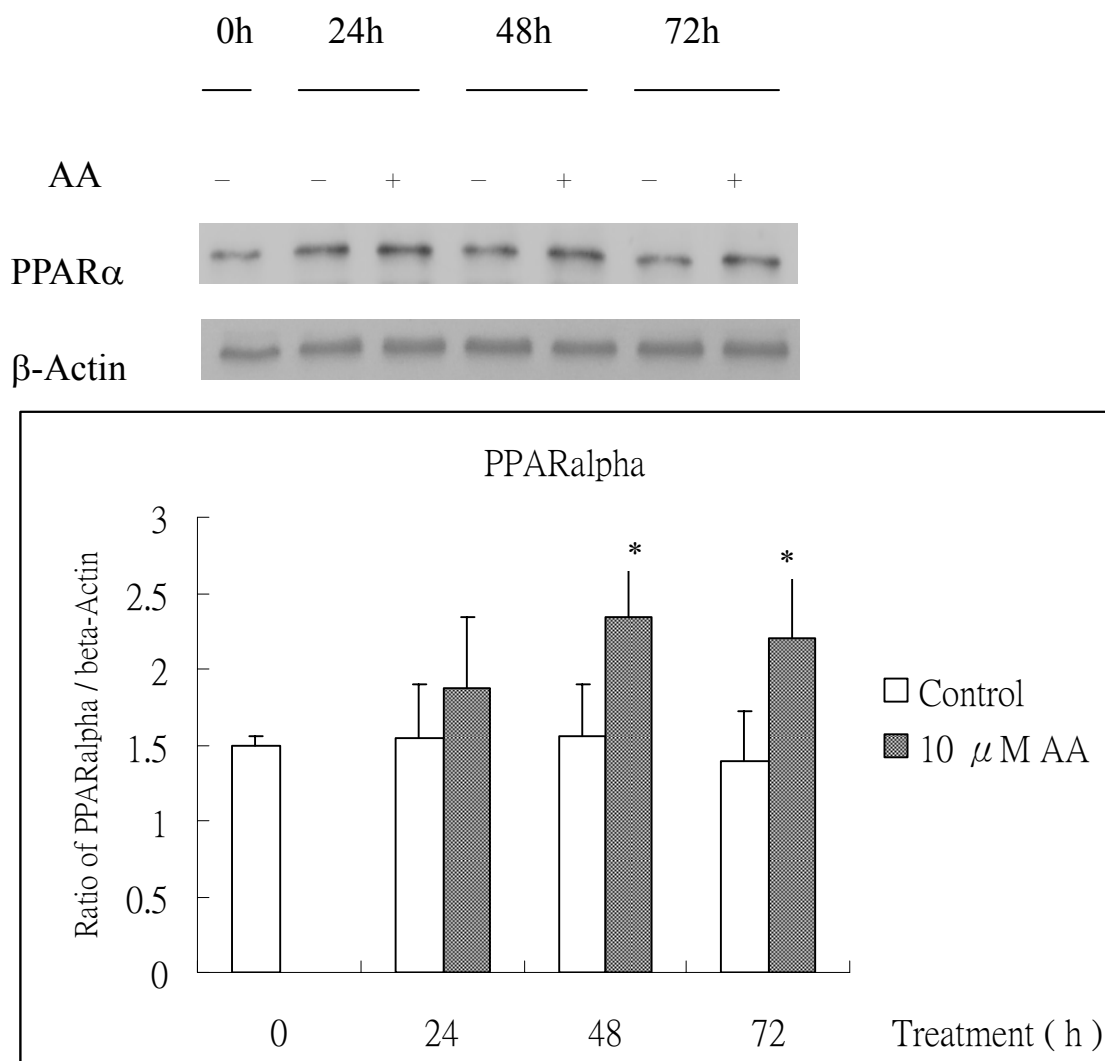 0h 24h 48h 72h
AA − − + − + − +
PPARα
β-Actin
PPARalpha
Ratio of PPARalpha / beta-Actin
3
2.5
2
1.5
1
0.5
0
* *
Control
10 μM AA
0 24 48 72 Treatment ( h )